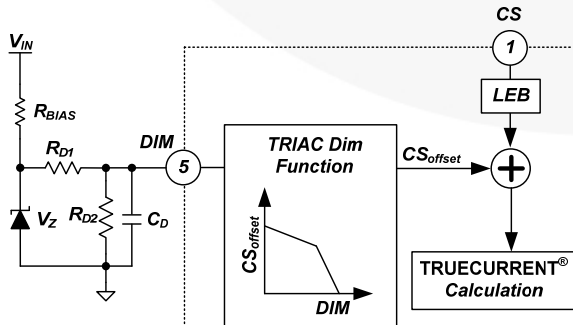 CS
1
V_IN
LEB
R_BIAS
DIM
5
TRIAC Dim
Function
CS_offset
+
R_D1
V_Z
R_D2
C_D
CS_offset
DIM
TRUECURRENT®
Calculation